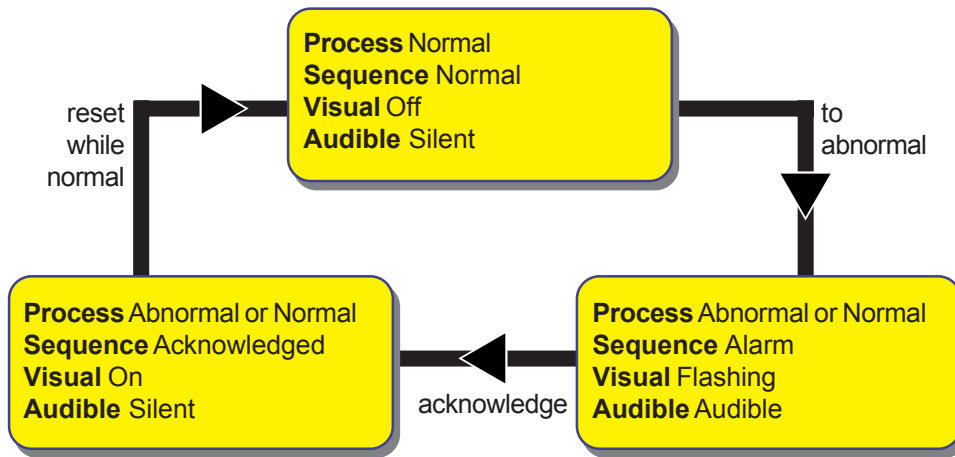 Process Normal
Sequence Normal
Visual Off
Audible Silent
reset
while
normal
to
abnormal
Process Abnormal or Normal
Sequence Acknowledged
Visual On
Audible Silent
acknowledge
Process Abnormal or Normal
Sequence Alarm
Visual Flashing
Audible Audible